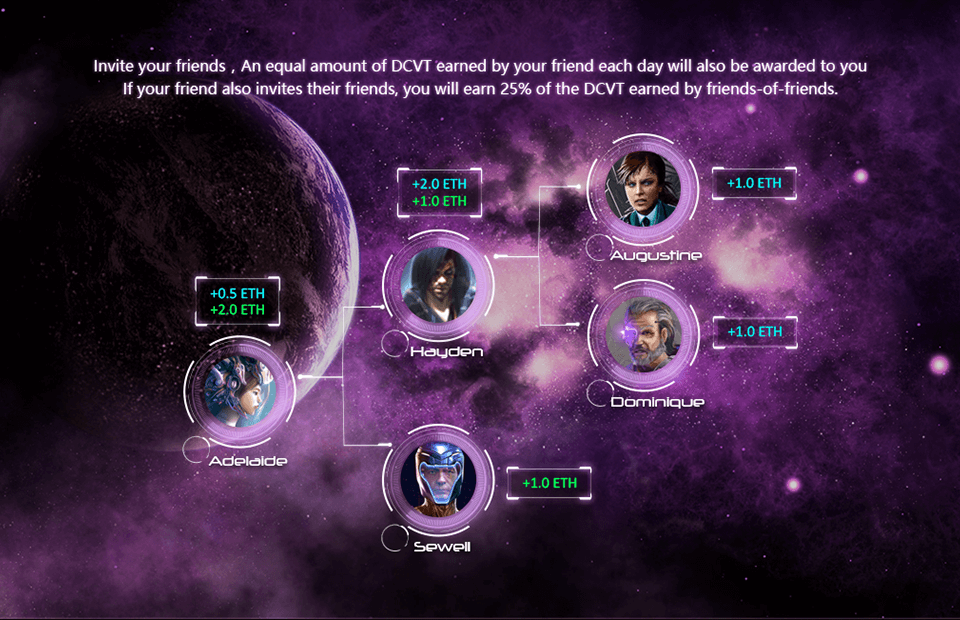 Invite your friends , An equal amount of DCVT earned by your friend each day will also be awarded to you
If your friend also invites their friends, you will earn 25% of the DCVT earned by friends-of-friends.
+2.0 ETH
+1.0 ETH
+1.0 ETH
Augustine
+0.5 ETH
+2.0 ETH
Hayden
+1.0 ETH
Dominique
Adelaide
+1.0 ETH
Sewell